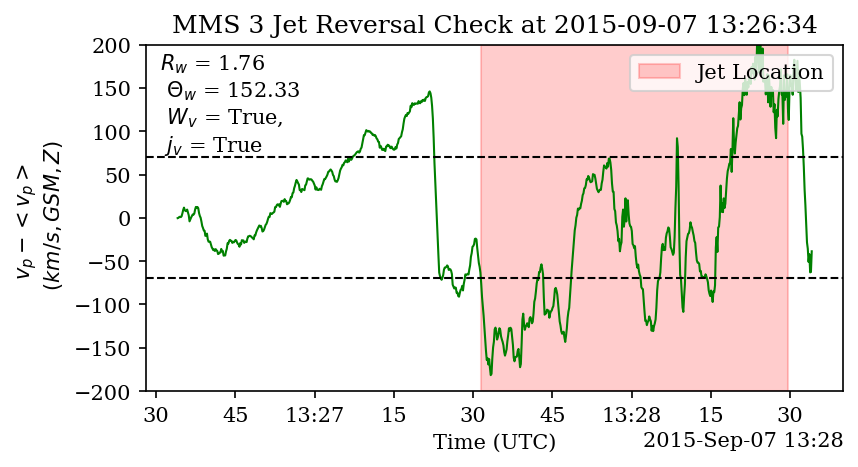 MMS 3 Jet Reversal Check at 2015-09-07 13:26:34
R_w = 1.76
Θ_w = 152.33
W_v = True,
j_v = True
Jet Location
v_p − < v_p >
(km/s, GSM, Z)
200
150
100
50
0
−50
−100
−150
−200
30 45 13:27 15 30 45 13:28 15 30
Time (UTC)
2015-Sep-07 13:28